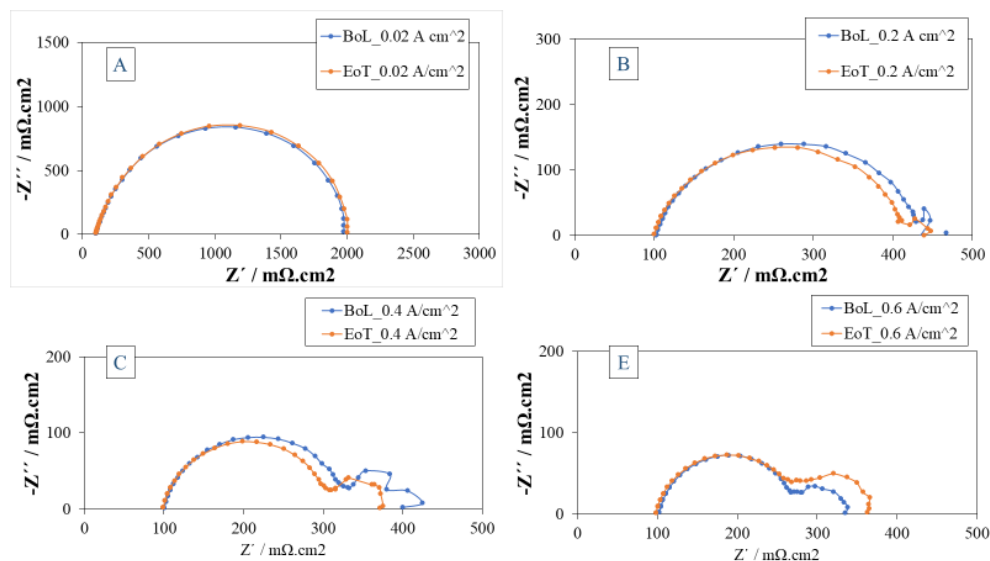 BoL_0.02 A cm^2
EoT_0.02 A/cm^2
A
1500
1000
500
0
-Z´´ / mΩ.cm2
0 500 1000 1500 2000 2500 3000
Z´ / mΩ.cm2
BoL_0.2 A cm^2
EoT_0.2 A/cm^2
B
300
200
100
0
-Z´´ / mΩ.cm2
0 100 200 300 400 500
Z´ / mΩ.cm2
BoL_0.4 A/cm^2
EoT_0.4 A/cm^2
C
200
100
0
-Z´´ / mΩ.cm2
0 100 200 300 400 500
Z´ / mΩ.cm2
BoL_0.6 A/cm^2
EoT_0.6 A/cm^2
E
200
100
0
-Z´´ / mΩ.cm2
0 100 200 300 400 500
Z´ / mΩ.cm2